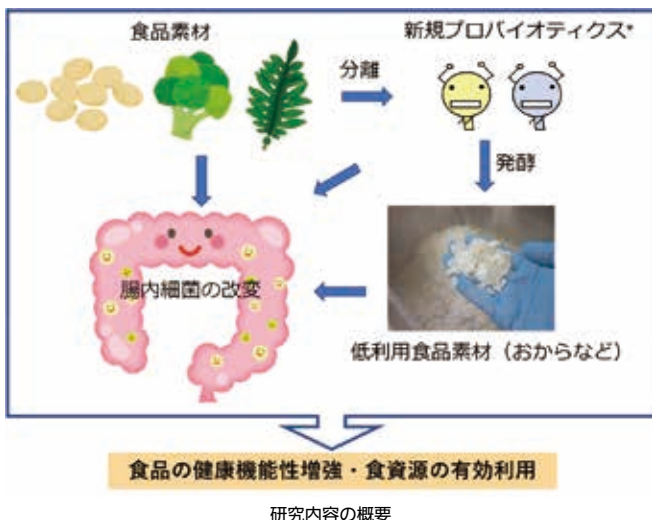 食品素材
新規プロバイオティクス*
分離
発酵
腸内細菌の改変
低利用食品素材（おからなど）
食品の健康機能性増強・食資源の有効利用
研究内容の概要